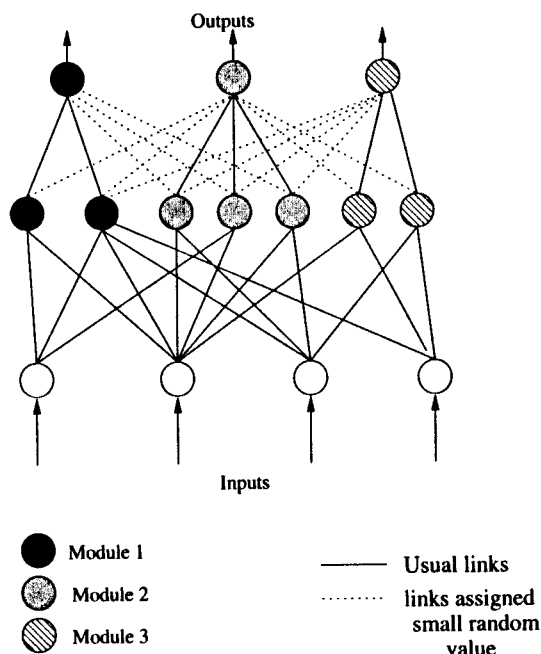 Outputs
Inputs
Module 1
Module 2
Module 3
Usual links
links assigned
small random
value